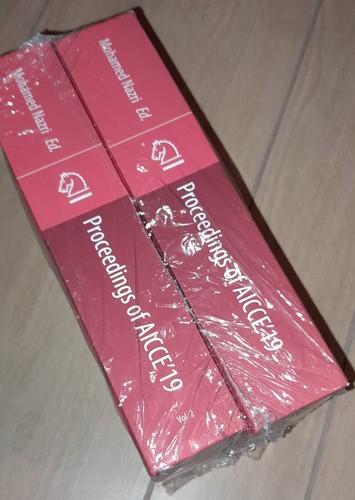 Mohamed Nazri Ed.
Proceedings of AICCE'19
Vol. 2
Mohamed Nazri Ed.
Proceedings of AICCE'19